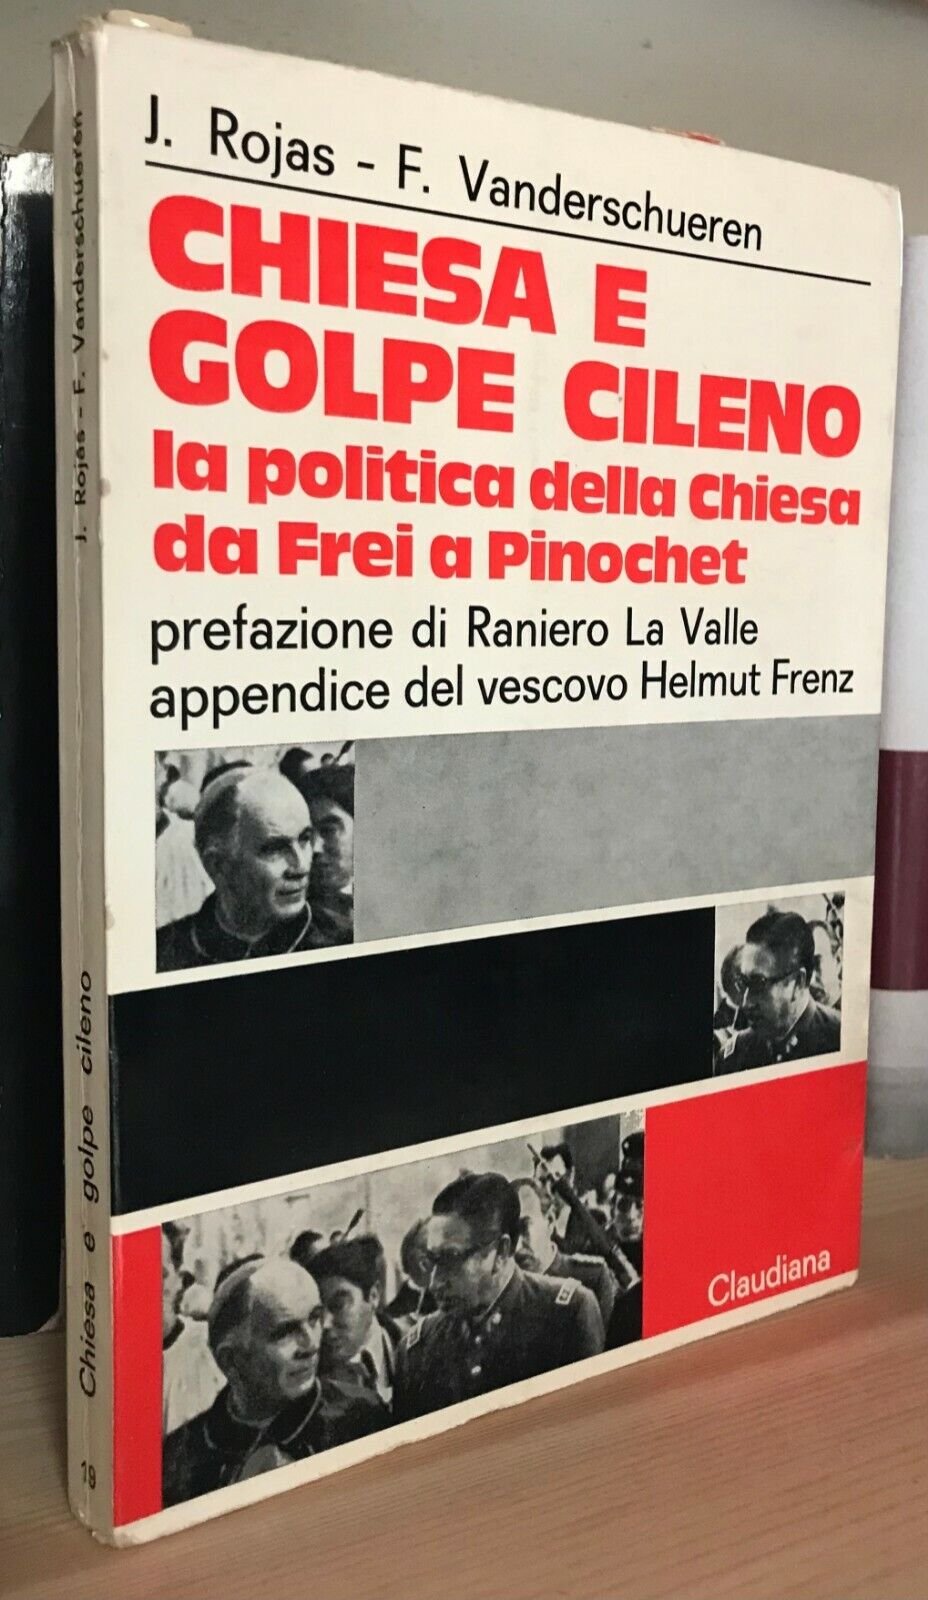 J. Rojas - F. Vanderschueren
CHIESA E
GOLPE CILENO
la politica della Chiesa
da Frei a Pinochet
prefazione di Raniero La Valle
appendice del vescovo Helmut Frenz
Claudiana
J. Rojas - F. Vanderschueren
Chiesa e golpe cileno
19